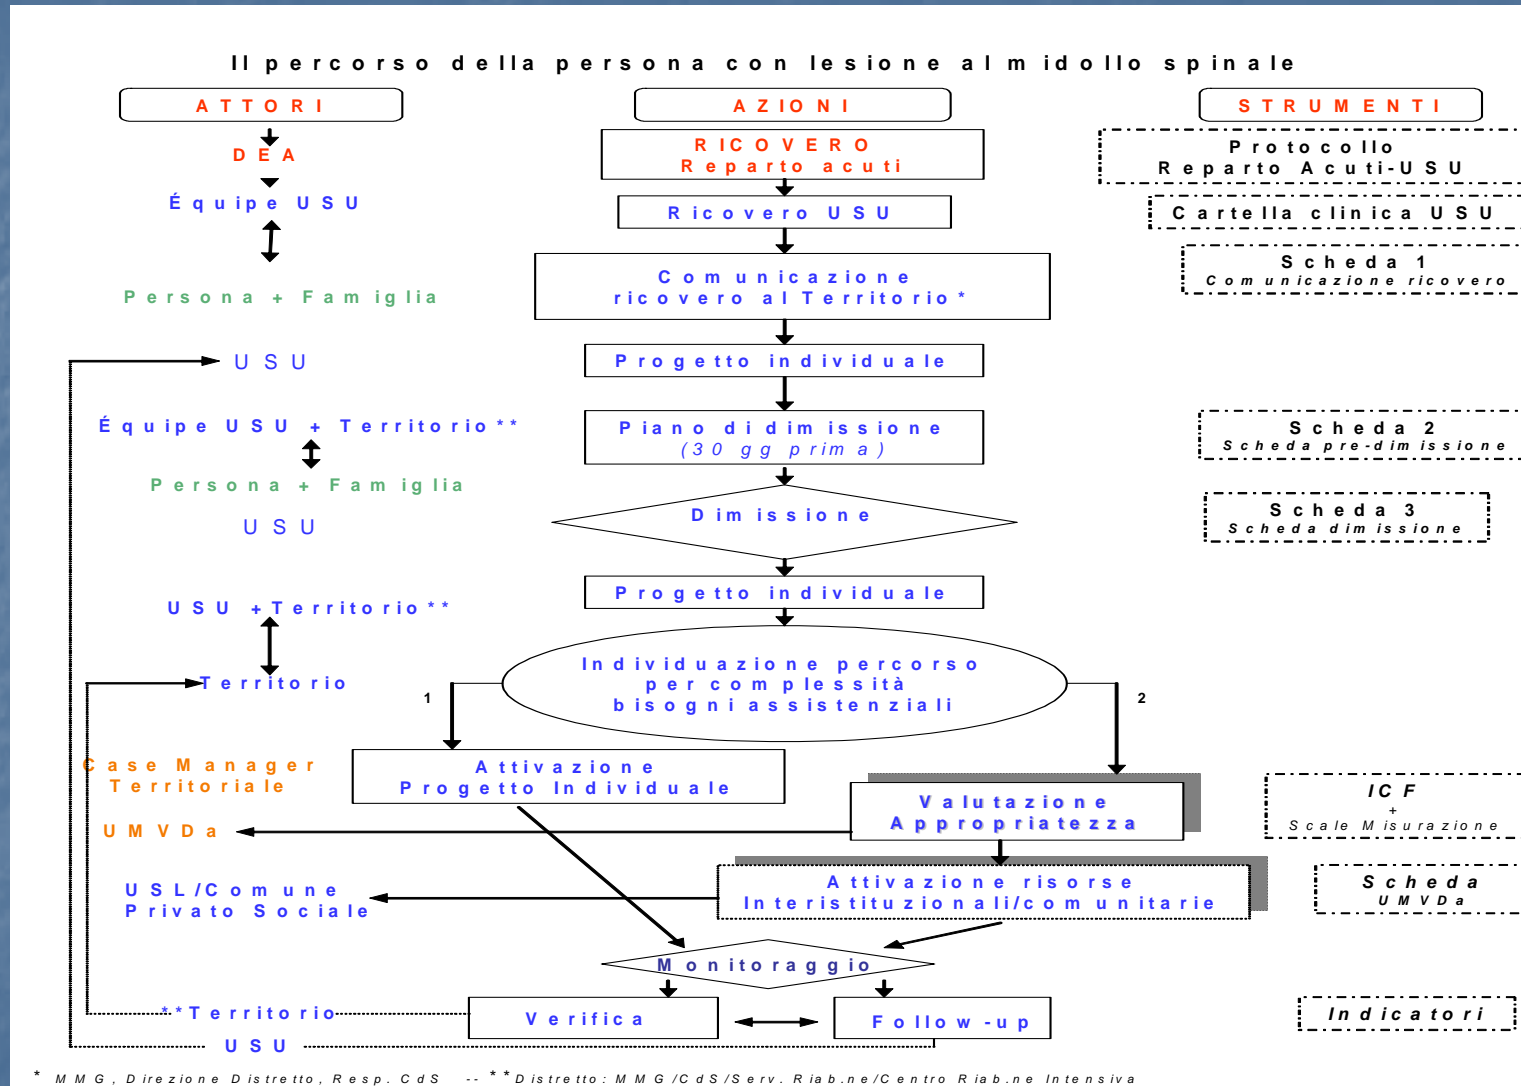 Il percorso della persona con lesione al midollo spinale
ATTORI
AZIONI
STRUMENTI
DEA
RICOVERO
Reparto acuti
Protocollo
Reparto Acuti-USU
Équipe USU
Ricovero USU
Cartella clinica USU
Persona + Famiglia
Comunicazione
ricovero al Territorio*
Scheda 1
Comunicazione ricovero
USU
Progetto individuale
Équipe USU + Territorio**
Piano di dimissione
(30 gg prima)
Scheda 2
Scheda pre-dimissione
Persona + Famiglia
USU
Dimissione
Scheda 3
Scheda dimissione
USU +Territorio**
Progetto individuale
Territorio
Individuazione percorso
per complessità
bisogni assistenziali
1
2
Case Manager
Territoriale
Attivazione
Progetto Individuale
Valutazione
Appropriatezza
ICF
+
Scale Misurazione
UMVDa
USL/Comune
Privato Sociale
Attivazione risorse
Interistituzionali/comunitarie
Scheda
UMVDa
Monitoraggio
**Territorio
Verifica
Follow-up
Indicatori
USU
* MMG, Direzione Distretto, Resp. CdS -- **Distretto: MMG/CdS/Serv. Riab.ne/Centro Riab.ne Intensiva